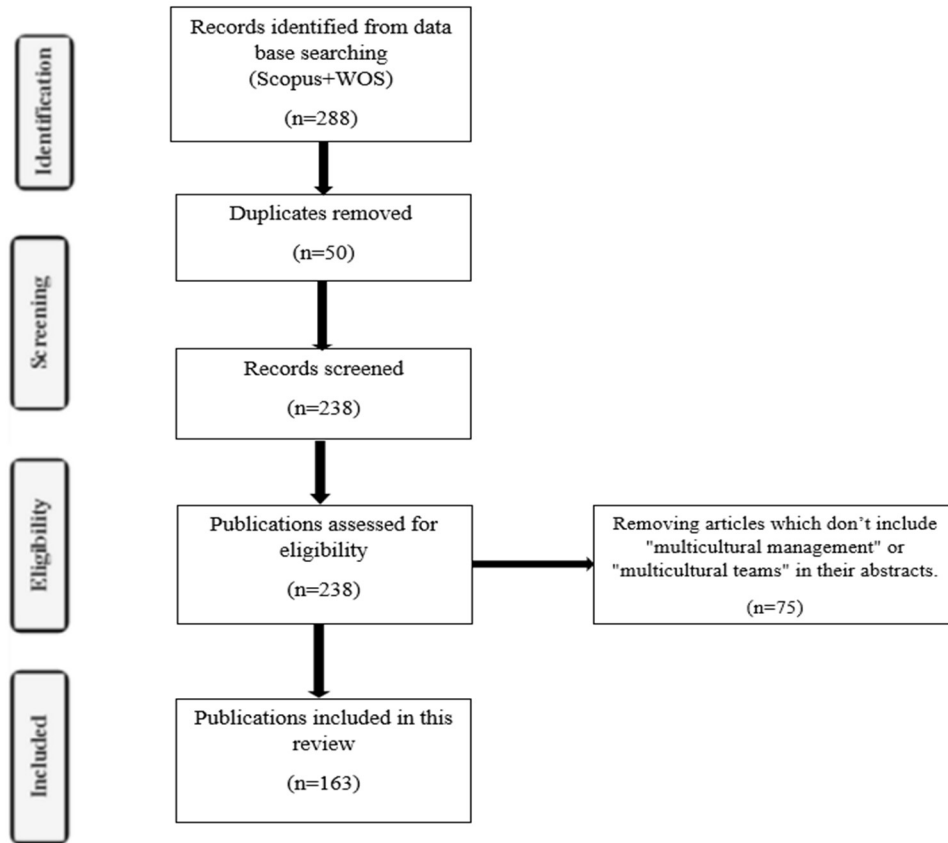 Identification
Records identified from data
base searching
(Scopus+WOS)
(n=288)
Duplicates removed
(n=50)
Screening
Records screened
(n=238)
Eligibility
Publications assessed for
eligibility
(n=238)
Removing articles which don’t include
"multicultural management" or
"multicultural teams" in their abstracts.
(n=75)
Included
Publications included in this
review
(n=163)